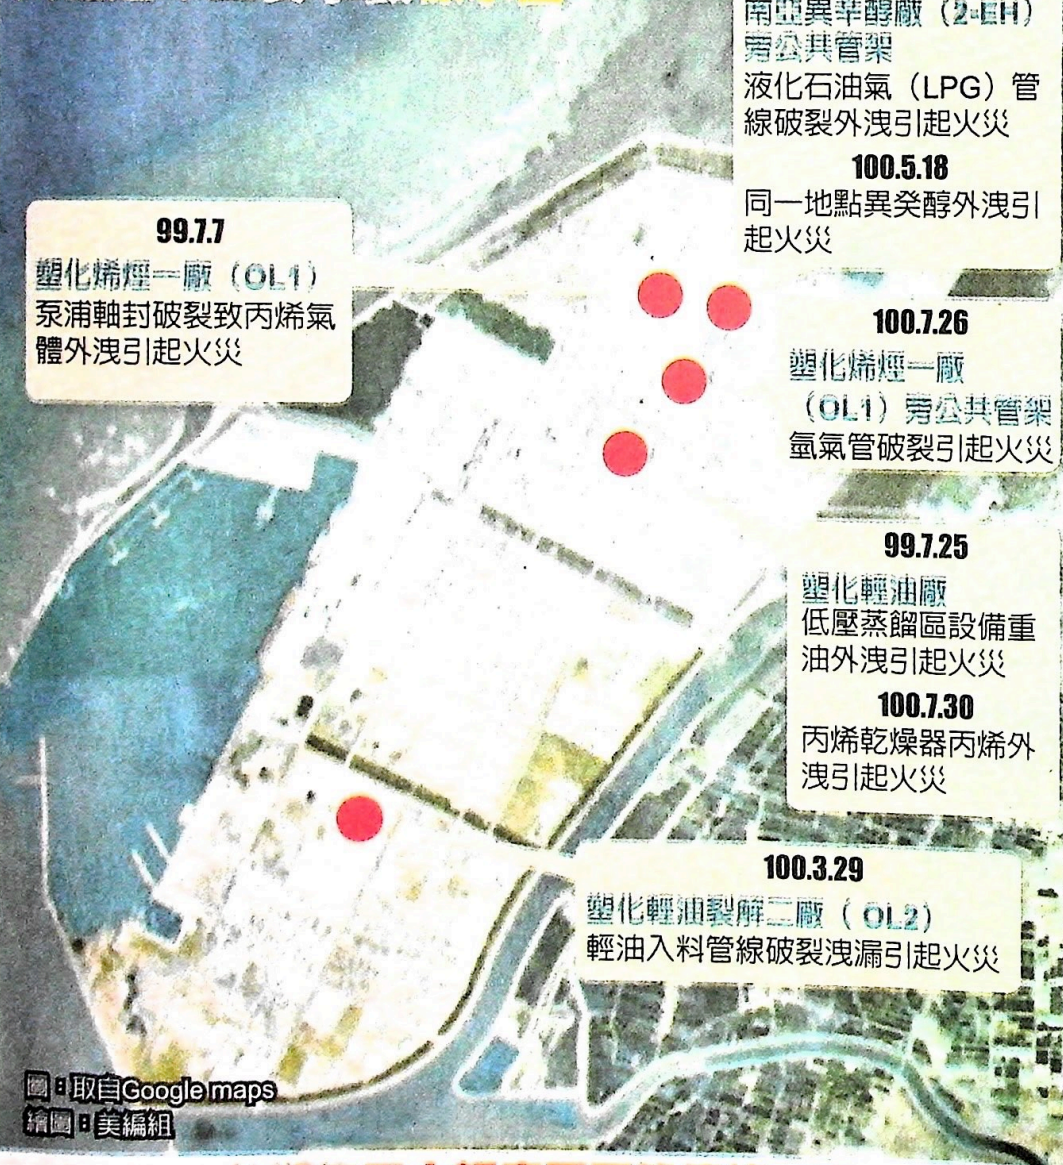 南亞異辛醇廠（2-EH）
旁公共管架
液化石油氣（LPG）管
線破裂外洩引起火災
100.5.18
同一地點異癸醇外洩引
起火災
99.7.7
塑化烯烴一廠（OL1）
泵浦軸封破裂致丙烯氣
體外洩引起火災
100.7.26
塑化烯烴一廠
（OL1）旁公共管架
氫氣管破裂引起火災
99.7.25
塑化輕油廠
低壓蒸餾區設備重
油外洩引起火災
100.7.30
丙烯乾燥器丙烯外
洩引起火災
100.3.29
塑化輕油裂解二廠（OL2）
輕油入料管線破裂洩漏引起火災
圖：取自Google maps
繪圖：美編組